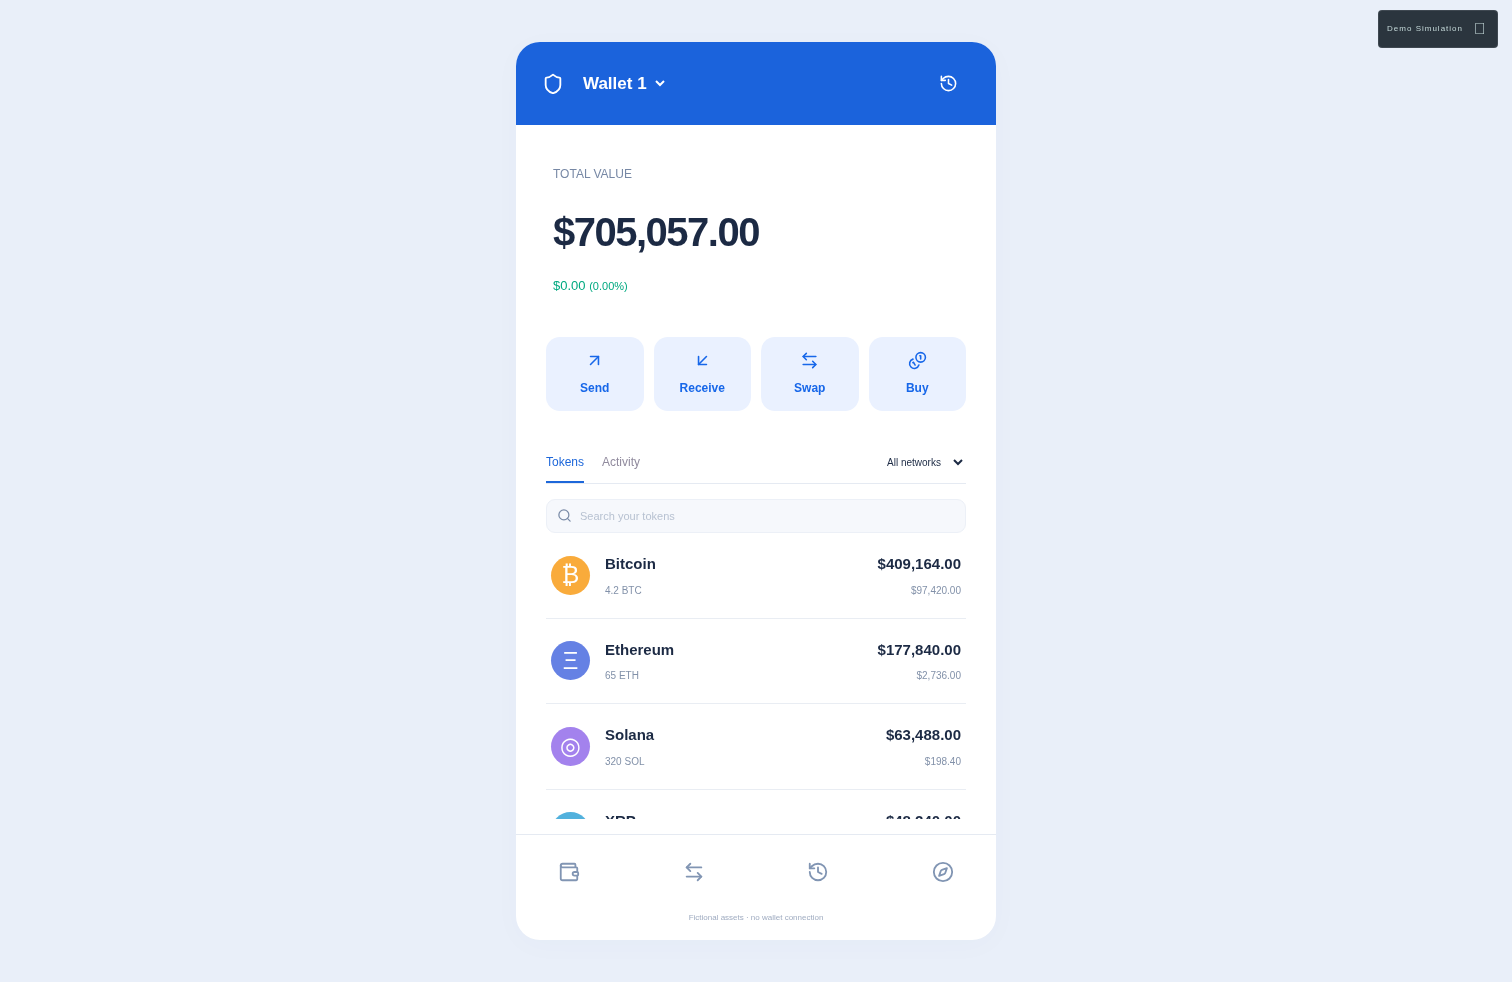 Demo Simulation
Wallet 1
TOTAL VALUE
$705,057.00
$0.00 (0.00%)
Send Receive Swap Buy
Tokens Activity All networks
Search your tokens
Bitcoin $409,164.00
4.2 BTC $97,420.00
Ethereum $177,840.00
65 ETH $2,736.00
Solana $63,488.00
320 SOL $198.40
Fictional assets · no wallet connection